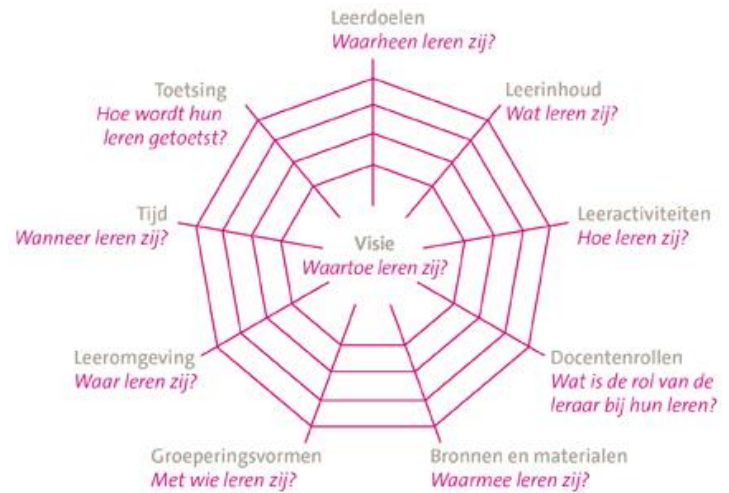 Leerdoelen
Waarheen leren zij?
Leerinhoud
Wat leren zij?
Leeractiviteiten
Hoe leren zij?
Docentenrollen
Wat is de rol van de
leraar bij hun leren?
Bronnen en materialen
Waarmee leren zij?
Groeperingsvormen
Met wie leren zij?
Leeromgeving
Waar leren zij?
Tijd
Wanneer leren zij?
Toetsing
Hoe wordt hun
leren getoetst?
Visie
Waartoe leren zij?